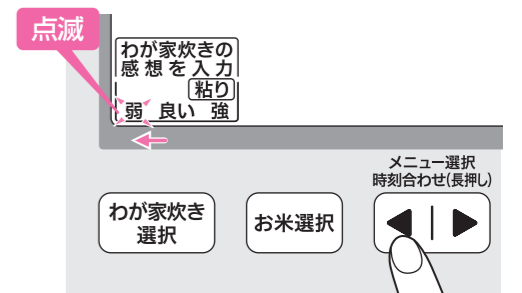 点滅
わが家炊きの
感想を入力
粘り
弱 良い 強
メニュー選択
時刻合わせ(長押し)
わが家炊き
選択
お米選択